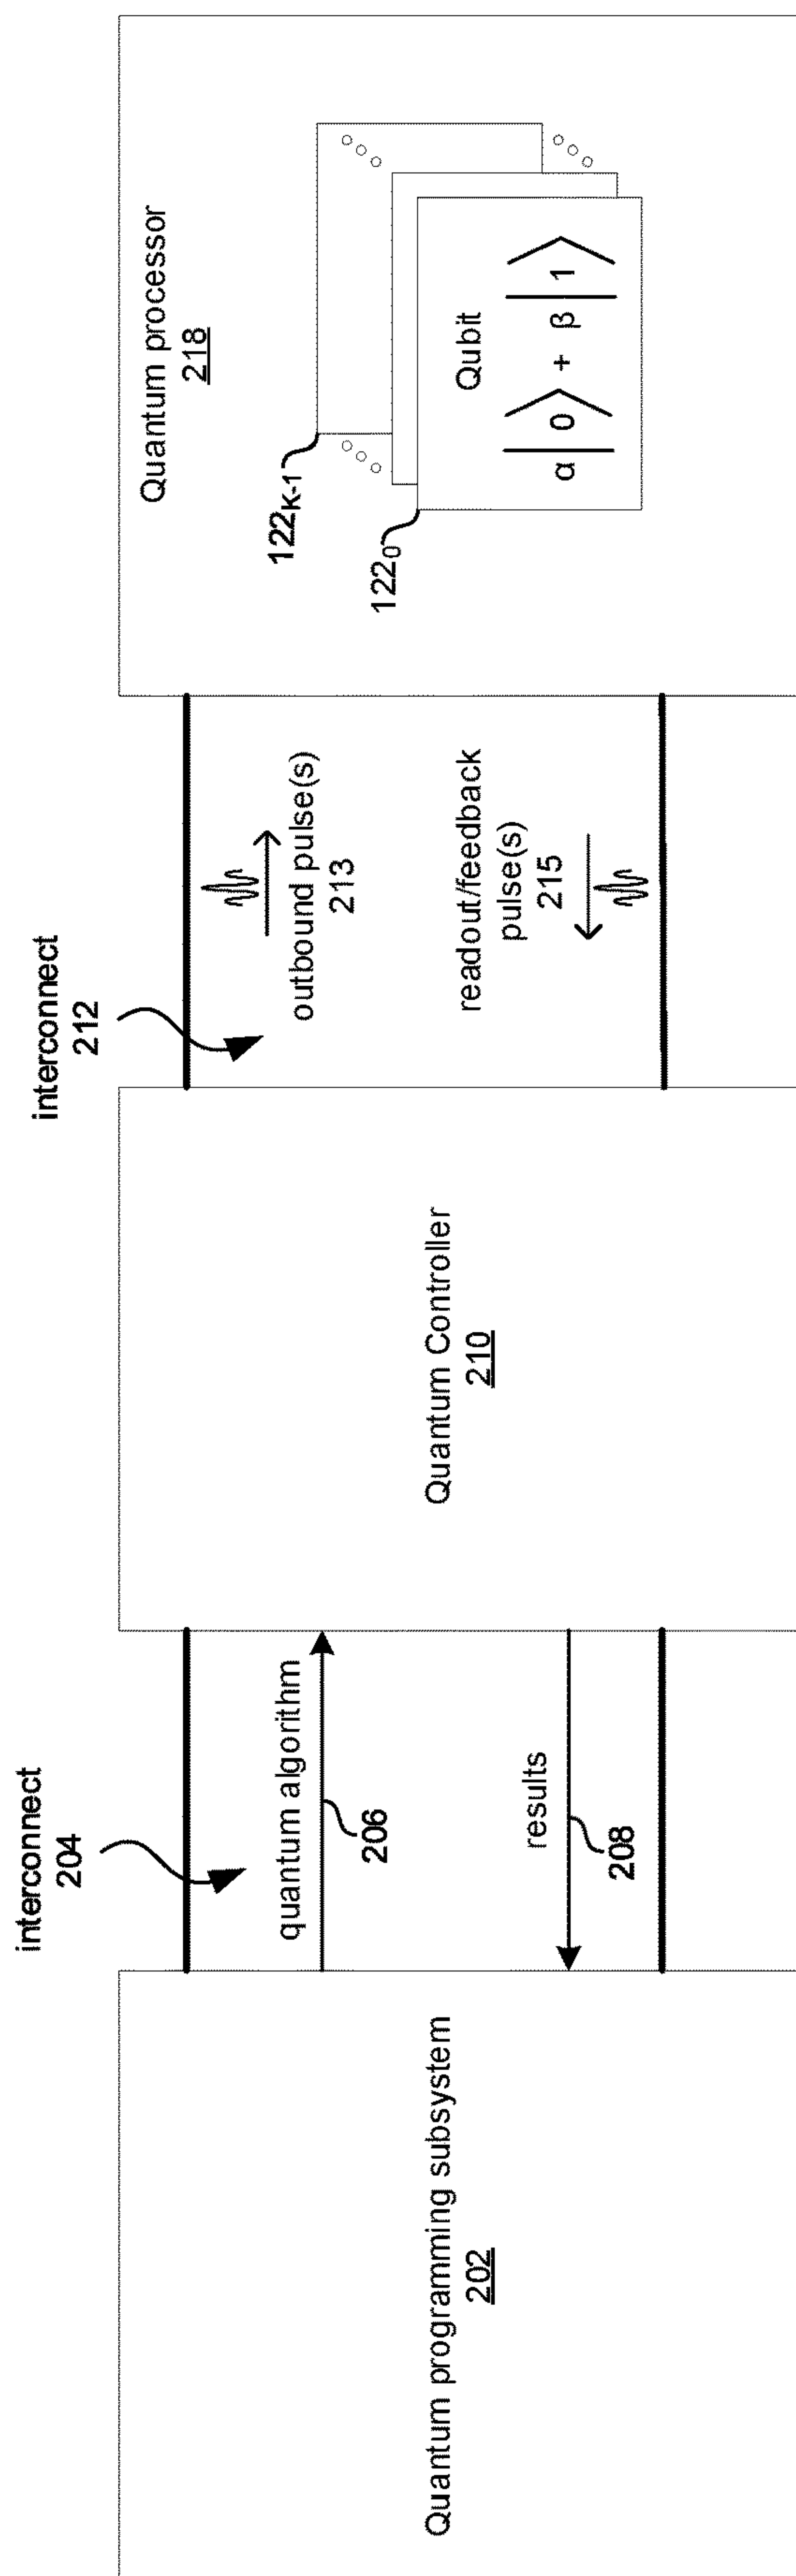 interconnect
204
interconnect
212
Quantum programming subsystem
202
quantum algorithm
206
results
208
Quantum Controller
210
outbound pulse(s)
213
readout/feedback
pulse(s)
215
Quantum processor
218
122K-1
1220
Qubit
α|0⟩ + β|1⟩